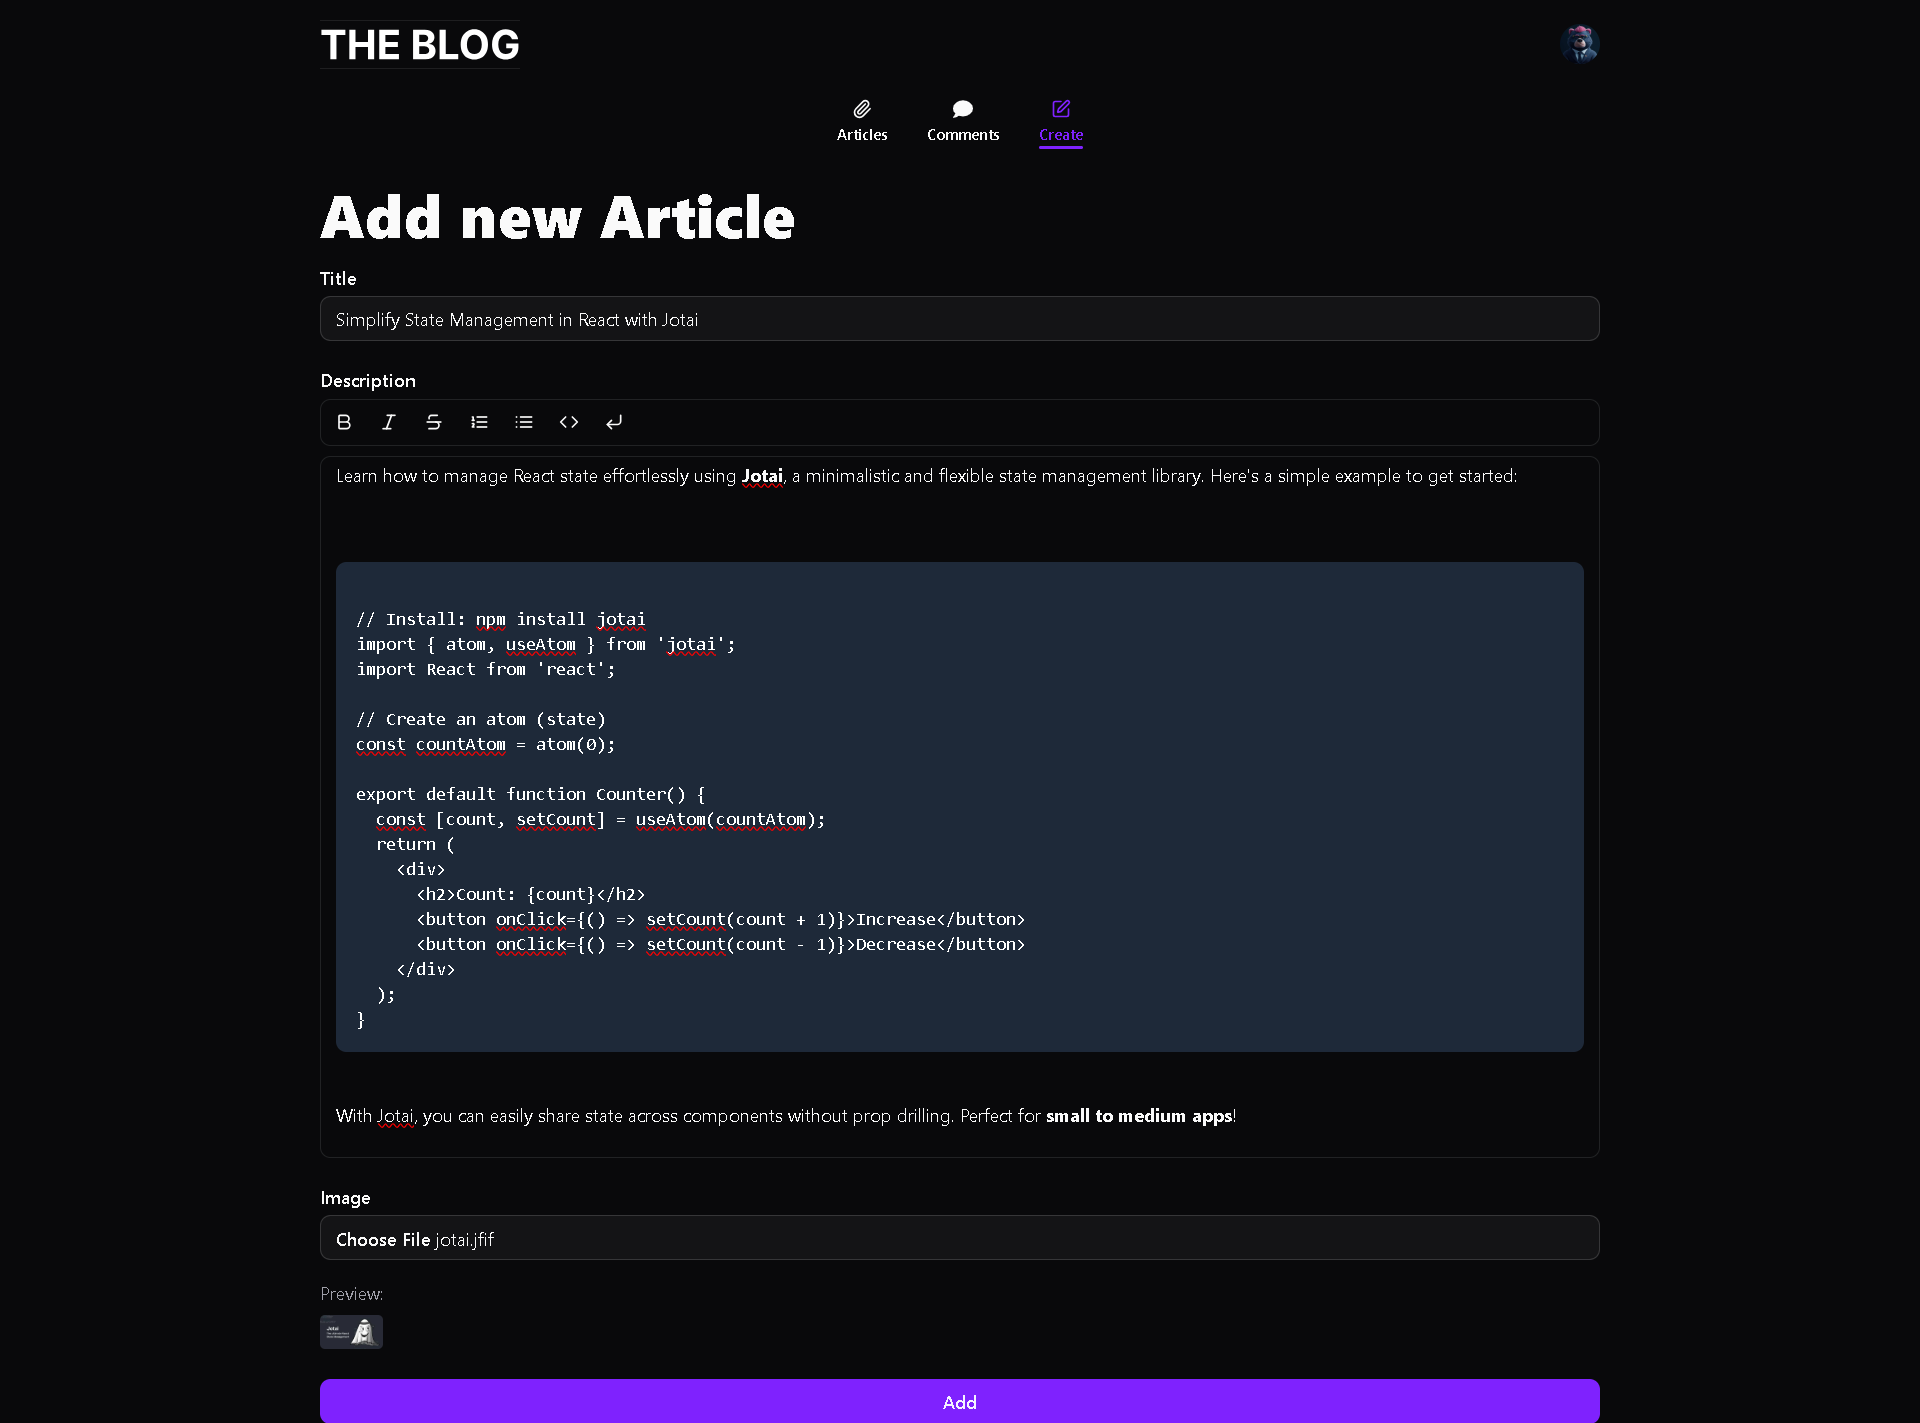 THE BLOG
Articles
Comments
Create
Add new Article
Title
Simplify State Management in React with Jotai
Description
Learn how to manage React state effortlessly using Jotai, a minimalistic and flexible state management library. Here's a simple example to get started:
// Install: npm install jotai
import { atom, useAtom } from 'jotai';
import React from 'react';
// Create an atom (state)
const countAtom = atom(0);
export default function Counter() {
  const [count, setCount] = useAtom(countAtom);
  return (
    <div>
      <h2>Count: {count}</h2>
      <button onClick={() => setCount(count + 1)}>Increase</button>
      <button onClick={() => setCount(count - 1)}>Decrease</button>
    </div>
  );
}
With Jotai, you can easily share state across components without prop drilling. Perfect for small to medium apps!
Image
Choose File jotai.jfif
Preview:
Jotai
Add